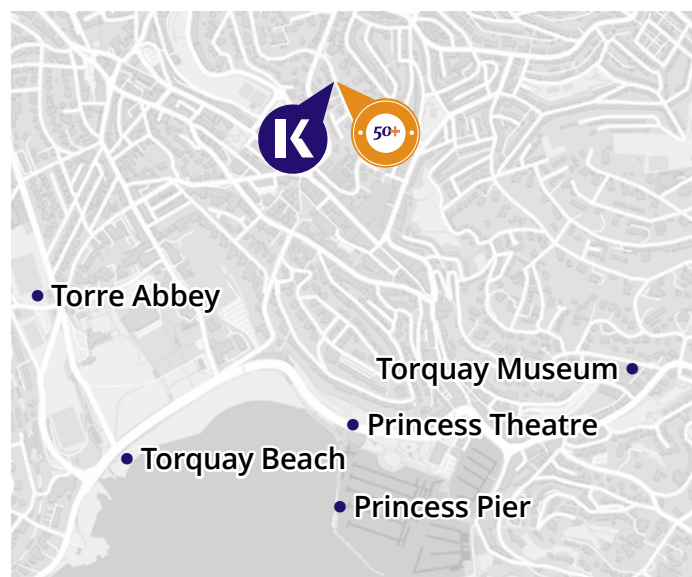 K
50+
Torre Abbey
Torquay Museum
Princess Theatre
Torquay Beach
Princess Pier